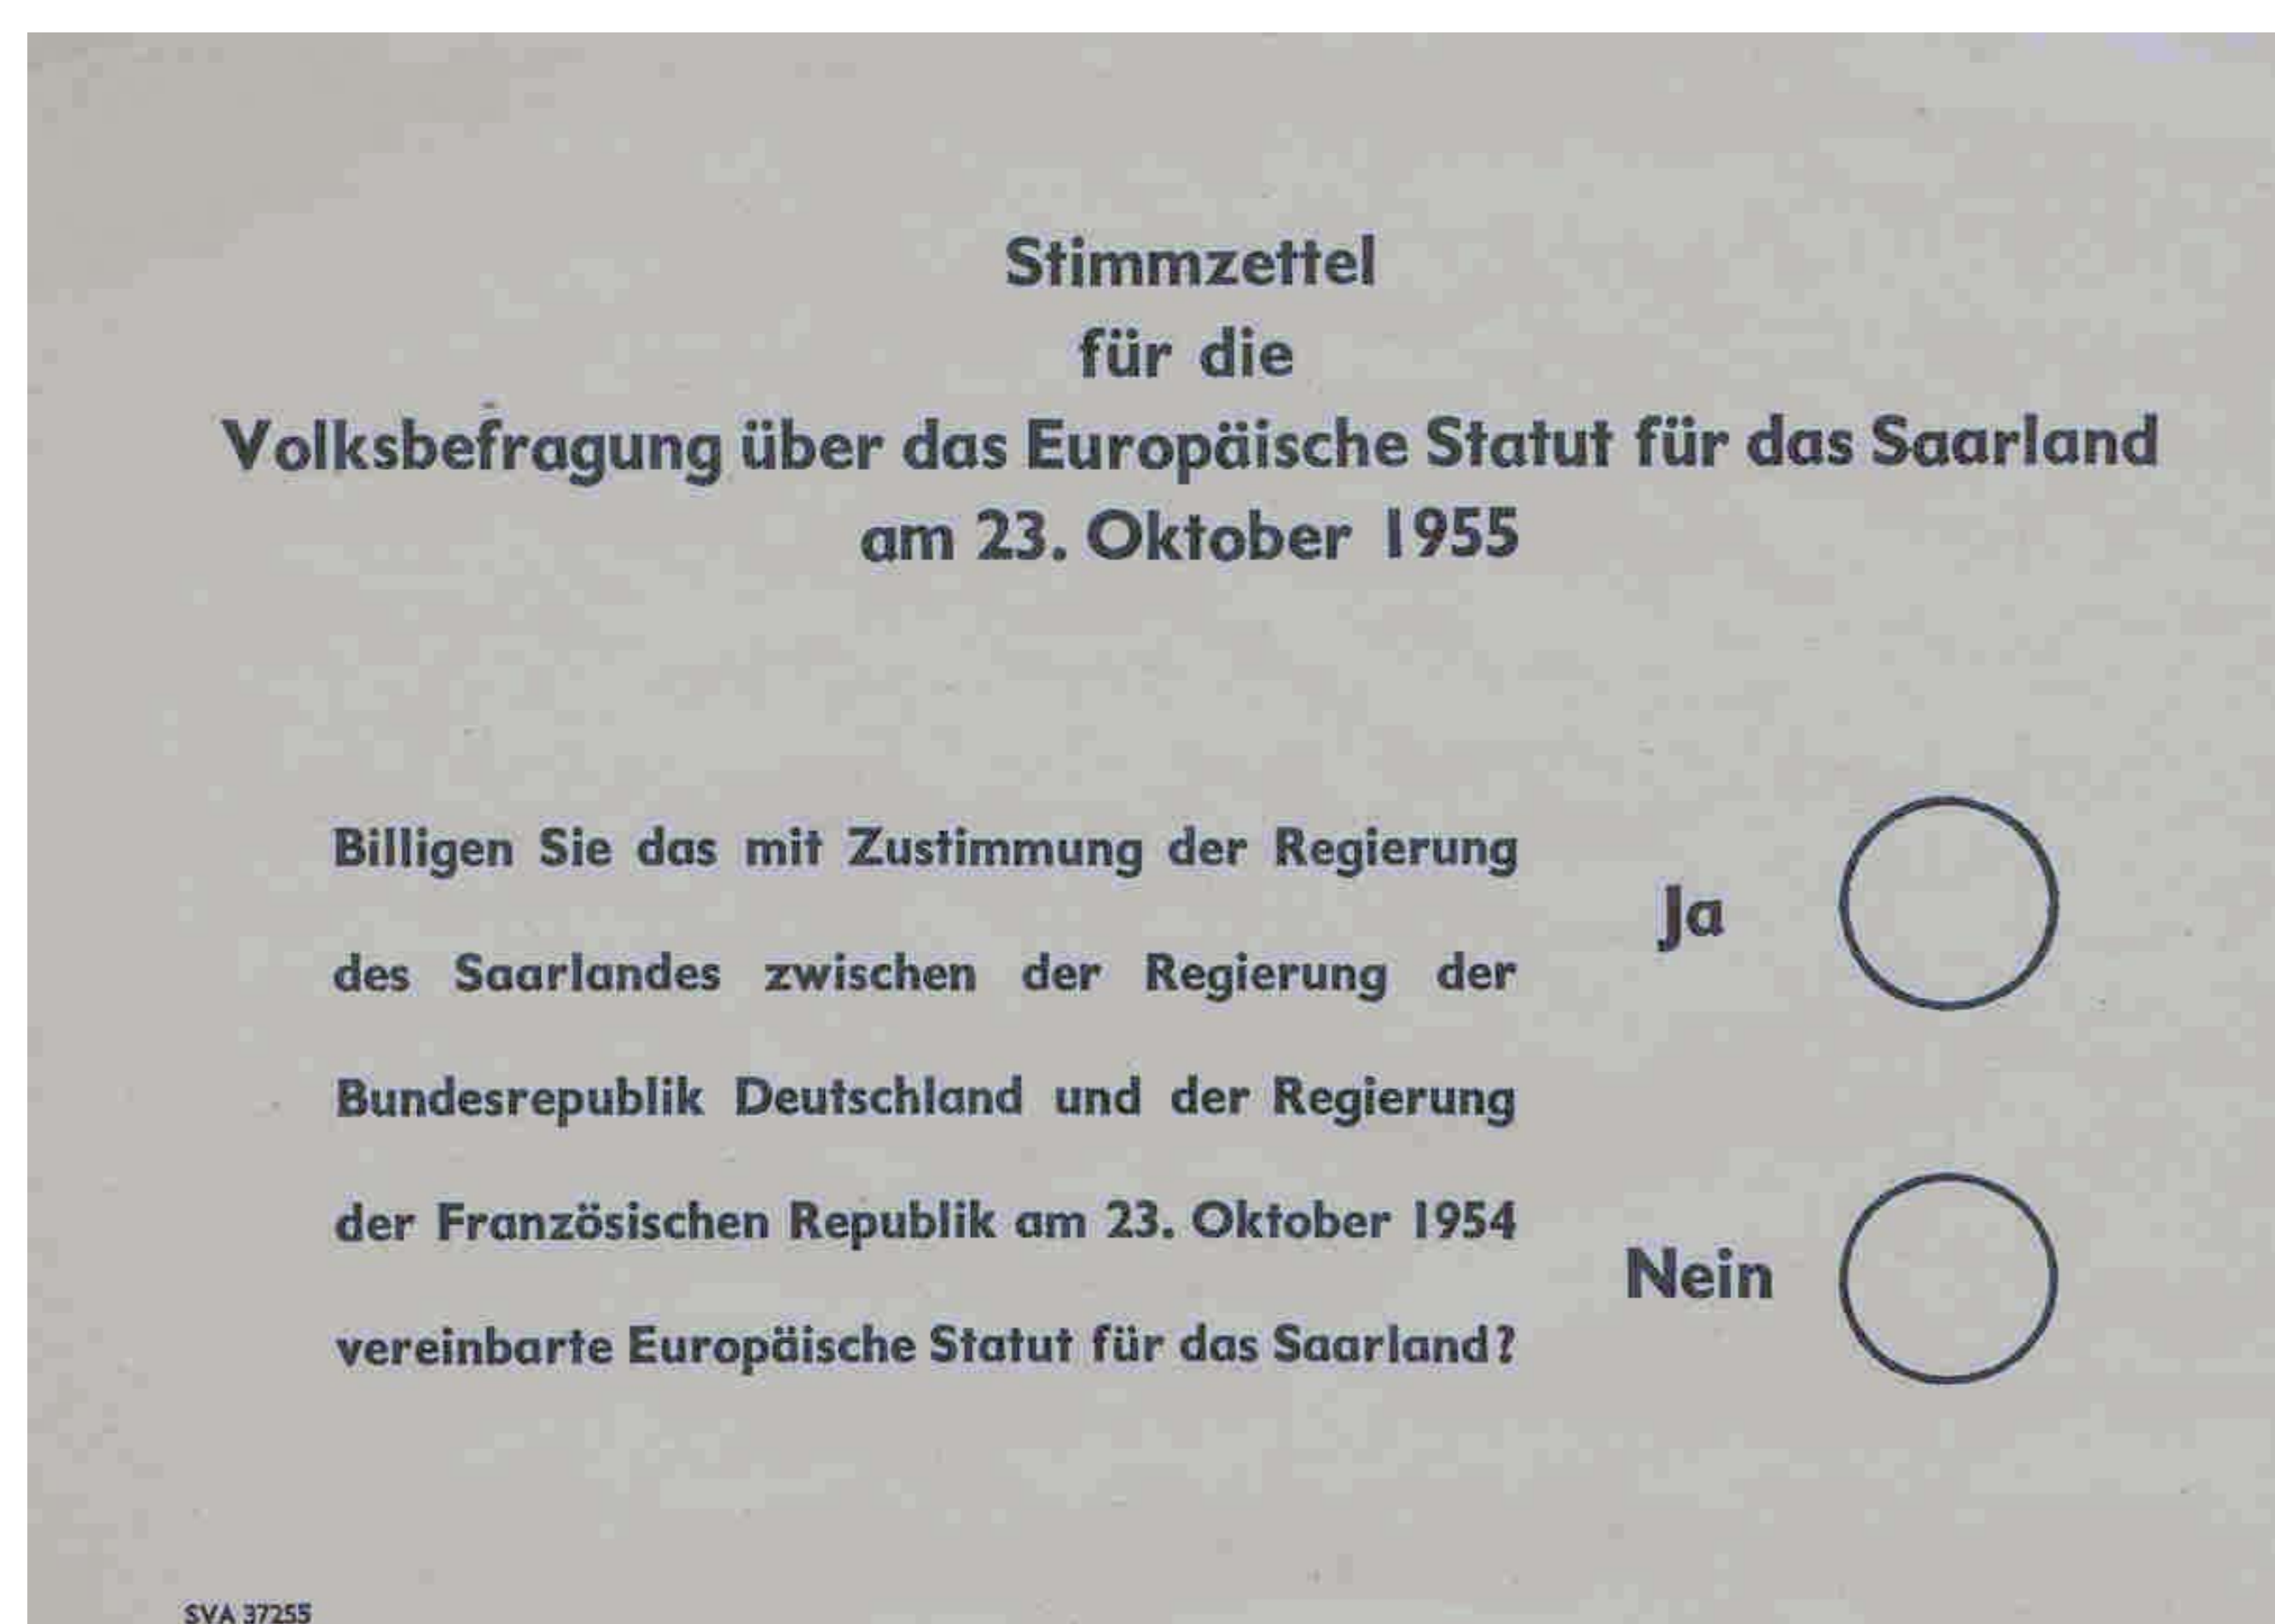 Stimmzettel
für die
Volksbefragung über das Europäische Statut für das Saarland
am 23. Oktober 1955
Billigen Sie das mit Zustimmung der Regierung
des Saarlandes zwischen der Regierung der
Bundesrepublik Deutschland und der Regierung
der Französischen Republik am 23. Oktober 1954
vereinbarte Europäische Statut für das Saarland?
Ja
Nein
SVA 37255